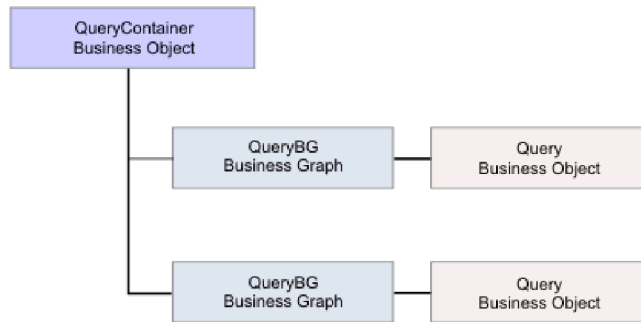 QueryContainer
Business Object
QueryBG
Business Graph
Query
Business Object
QueryBG
Business Graph
Query
Business Object